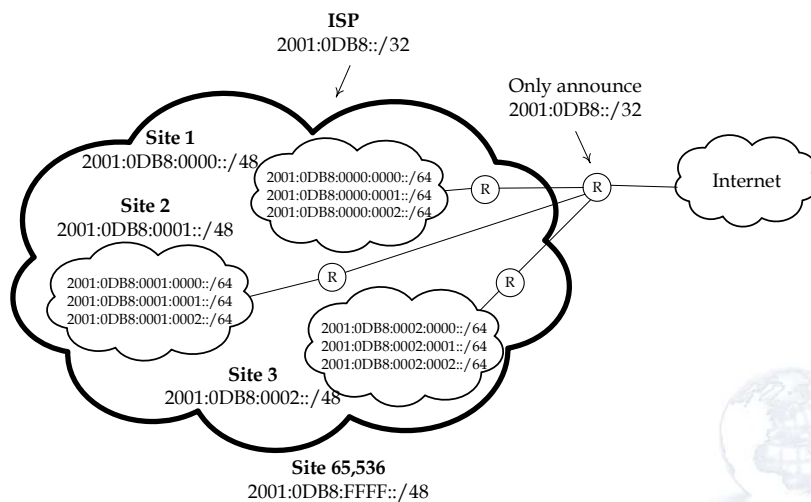 ISP
2001:0DB8::/32
Only announce
2001:0DB8::/32
Site 1
2001:0DB8:0000::/48
2001:0DB8:0000:0000::/64
2001:0DB8:0000:0001::/64
2001:0DB8:0000:0002::/64
R
R
Internet
Site 2
2001:0DB8:0001::/48
2001:0DB8:0001:0000::/64
2001:0DB8:0001:0001::/64
2001:0DB8:0001:0002::/64
R
R
2001:0DB8:0002:0000::/64
2001:0DB8:0002:0001::/64
2001:0DB8:0002:0002::/64
Site 3
2001:0DB8:0002::/48
Site 65,536
2001:0DB8:FFFF::/48